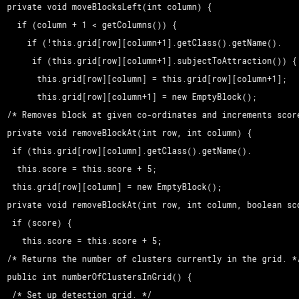 private void moveBlocksLeft(int column) {
if (column + 1 < getColumns()) {
if (!this.grid[row][column+1].getClass().getName().
if (this.grid[row][column+1].subjectToAttraction()) {
this.grid[row][column] = this.grid[row][column+1];
this.grid[row][column+1] = new EmptyBlock();
/* Removes block at given co-ordinates and increments score
private void removeBlockAt(int row, int column) {
if (this.grid[row][column].getClass().getName().
this.score = this.score + 5;
this.grid[row][column] = new EmptyBlock();
private void removeBlockAt(int row, int column, boolean sco
if (score) {
this.score = this.score + 5;
/* Returns the number of clusters currently in the grid. */
public int numberOfClustersInGrid() {
/* Set up detection grid. */